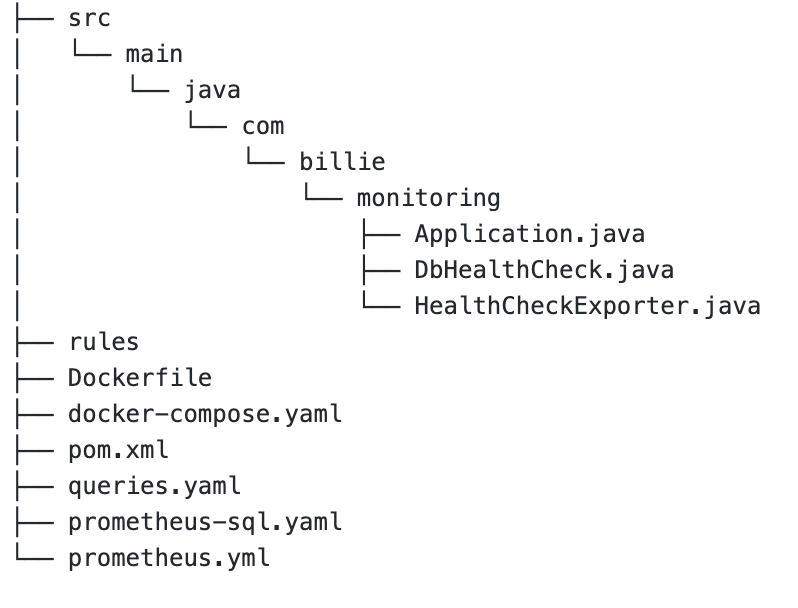 ├── src
│   └── main
│       └── java
│           └── com
│               └── billie
│                   └── monitoring
│                       ├── Application.java
│                       ├── DbHealthCheck.java
│                       └── HealthCheckExporter.java
├── rules
├── Dockerfile
├── docker-compose.yaml
├── pom.xml
├── queries.yaml
├── prometheus-sql.yaml
└── prometheus.yml